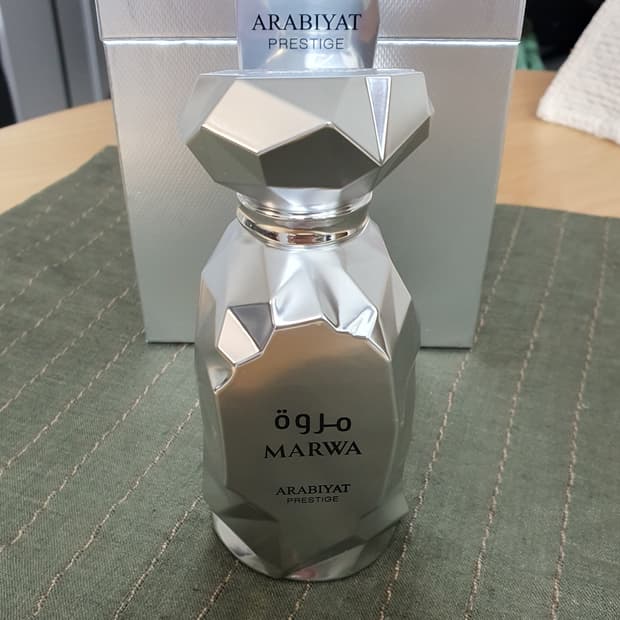 ARABIYAT
PRESTIGE
مروة
MARWA
ARABIYAT
PRESTIGE